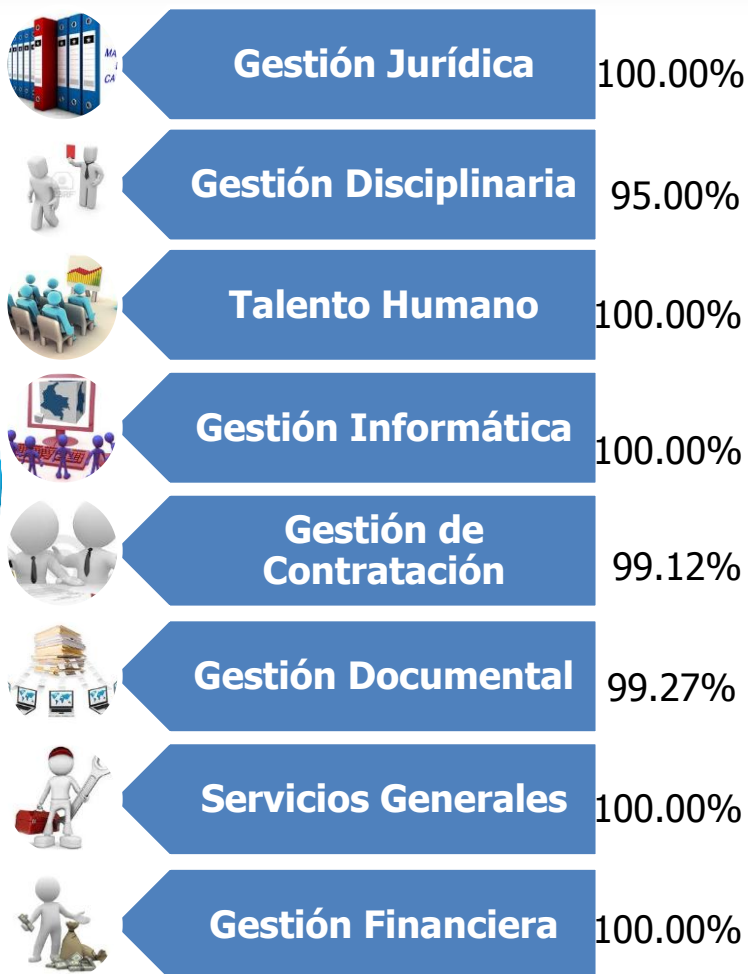 Gestión Jurídica
100.00%
Gestión Disciplinaria
95.00%
Talento Humano
100.00%
Gestión Informática
100.00%
Gestión de
Contratación
99.12%
Gestión Documental
99.27%
Servicios Generales
100.00%
Gestión Financiera
100.00%